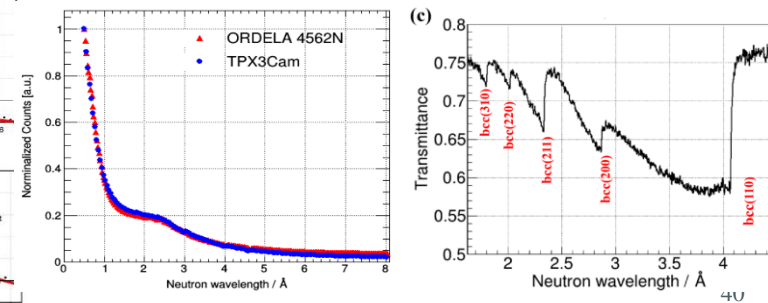 Norminalized Counts [a.u.]
1
0.8
0.6
0.4
0.2
0
ORDELA 4562N
TPX3Cam
0 1 2 3 4 5 6 7 8
Neutron wavelength / Å
(c)
Transmittance
0.8
0.75
0.7
0.65
0.6
0.55
0.5
bcc(310)
bcc(220)
bcc(211)
bcc(200)
bcc(110)
2 2.5 3 3.5 4
Neutron wavelength / Å
40